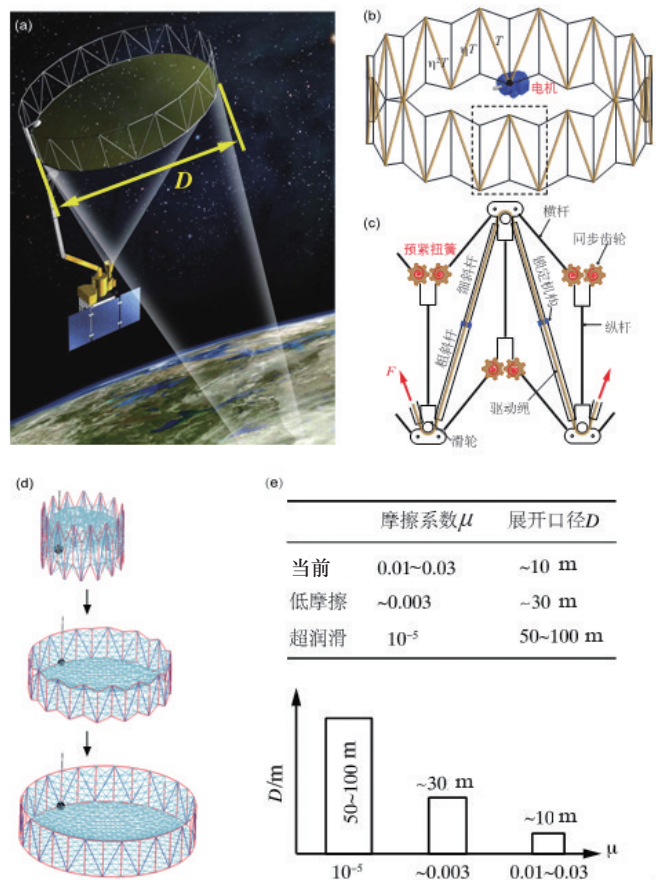 (a)
D
(b)
η²T
ηT
T
电机
(c)
预紧扭簧
横杆
同步齿轮
细斜杆
锁定机构
粗斜杆
纵杆
F
驱动绳
滑轮
(d)
(e)
摩擦系数μ 展开口径D
当前 0.01~0.03 ~10 m
低摩擦 ~0.003 ~30 m
超润滑 10⁻⁵ 50~100 m
D/m
50~100 m
~30 m
~10 m
μ
10⁻⁵ ~0.003 0.01~0.03